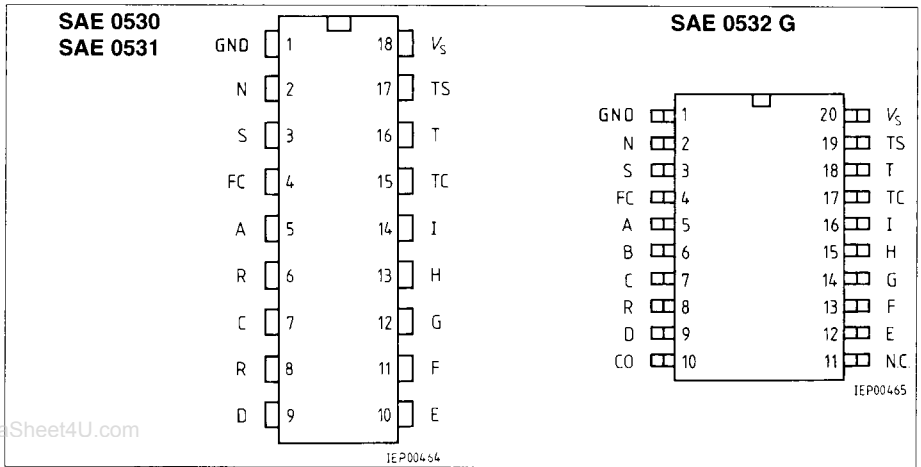 SAE 0530
SAE 0531
GND 1 18 VS
N 2 17 TS
S 3 16 T
FC 4 15 TC
A 5 14 I
R 6 13 H
C 7 12 G
R 8 11 F
D 9 10 E
IEP00464
SAE 0532 G
GND 1 20 VS
N 2 19 TS
S 3 18 T
FC 4 17 TC
A 5 16 I
B 6 15 H
C 7 14 G
R 8 13 F
D 9 12 E
CO 10 11 N.C.
IEP00465
aSheet4U.com